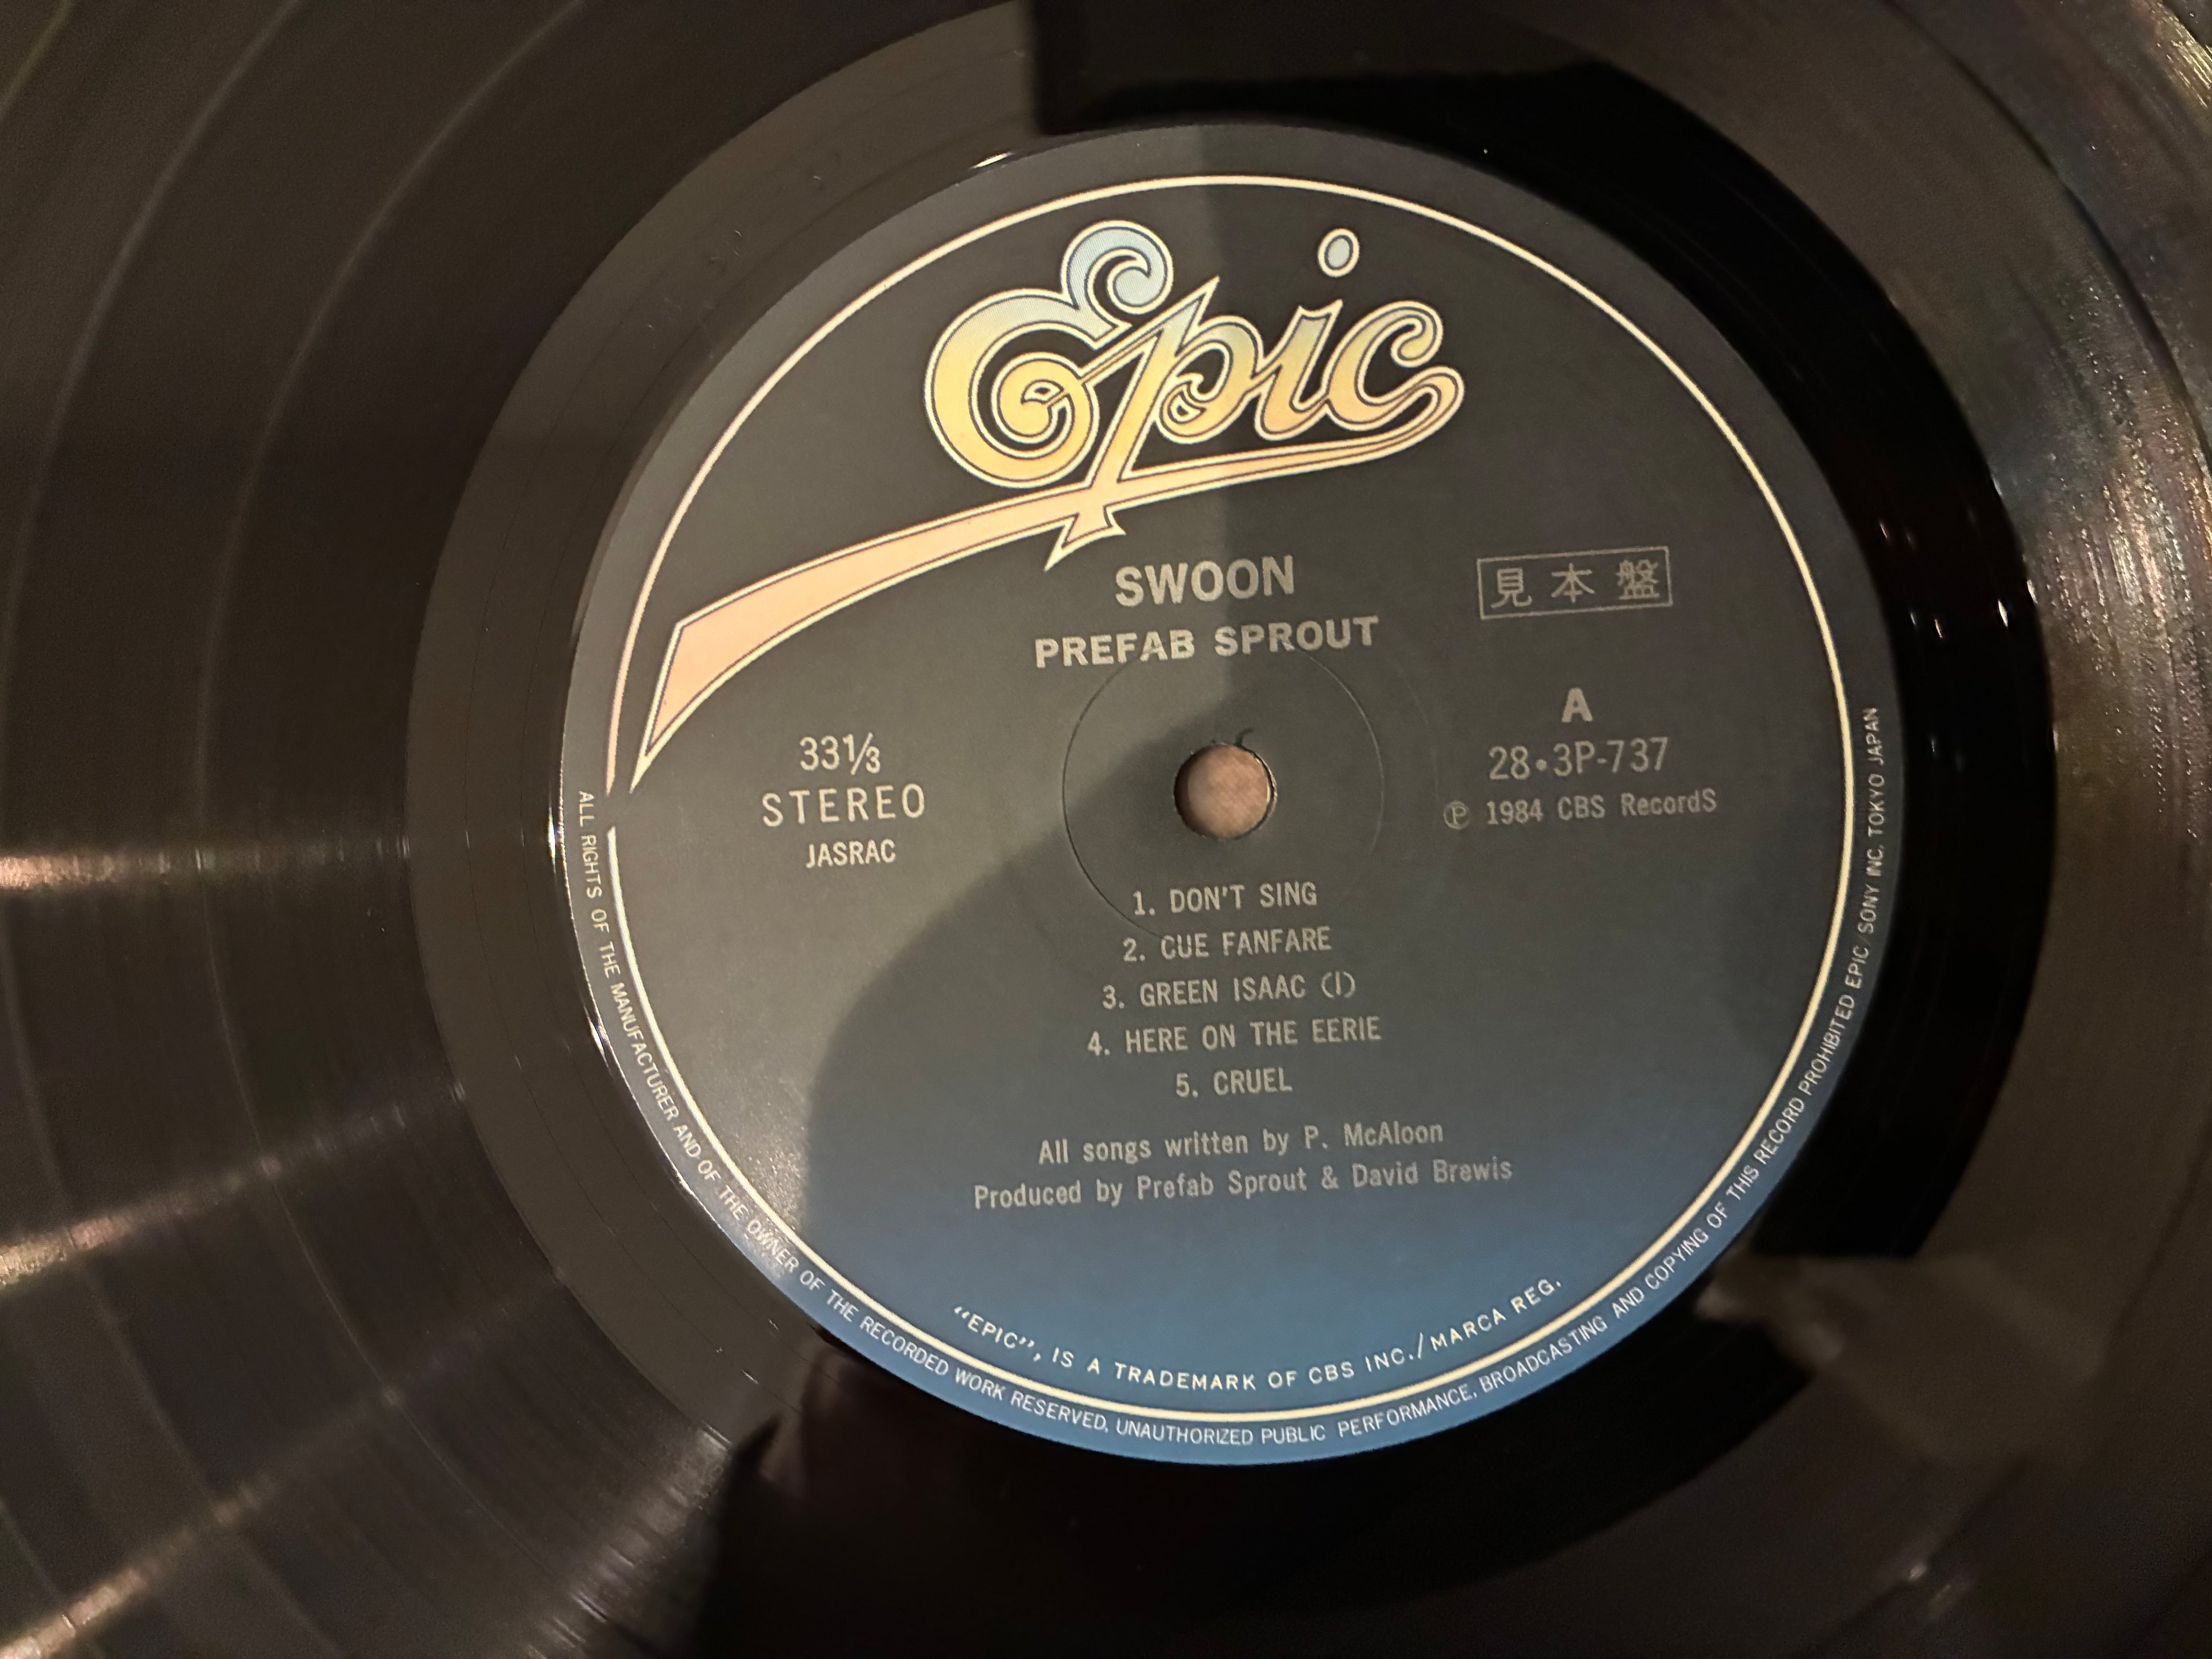 Epic
SWOON
PREFAB SPROUT
見本盤
33⅓
STEREO
JASRAC
A
28•3P-737
Ⓟ 1984 CBS RecordS
1. DON'T SING
2. CUE FANFARE
3. GREEN ISAAC (I)
4. HERE ON THE EERIE
5. CRUEL
All songs written by P. McAloon
Produced by Prefab Sprout & David Brewis
“EPIC”, IS A TRADEMARK OF CBS INC./MARCA REG.
ALL RIGHTS OF THE MANUFACTURER AND OF THE OWNER OF THE RECORDED WORK RESERVED, UNAUTHORIZED PUBLIC PERFORMANCE, BROADCASTING AND COPYING OF THIS RECORD PROHIBITED EPIC/SONY INC. TOKYO JAPAN